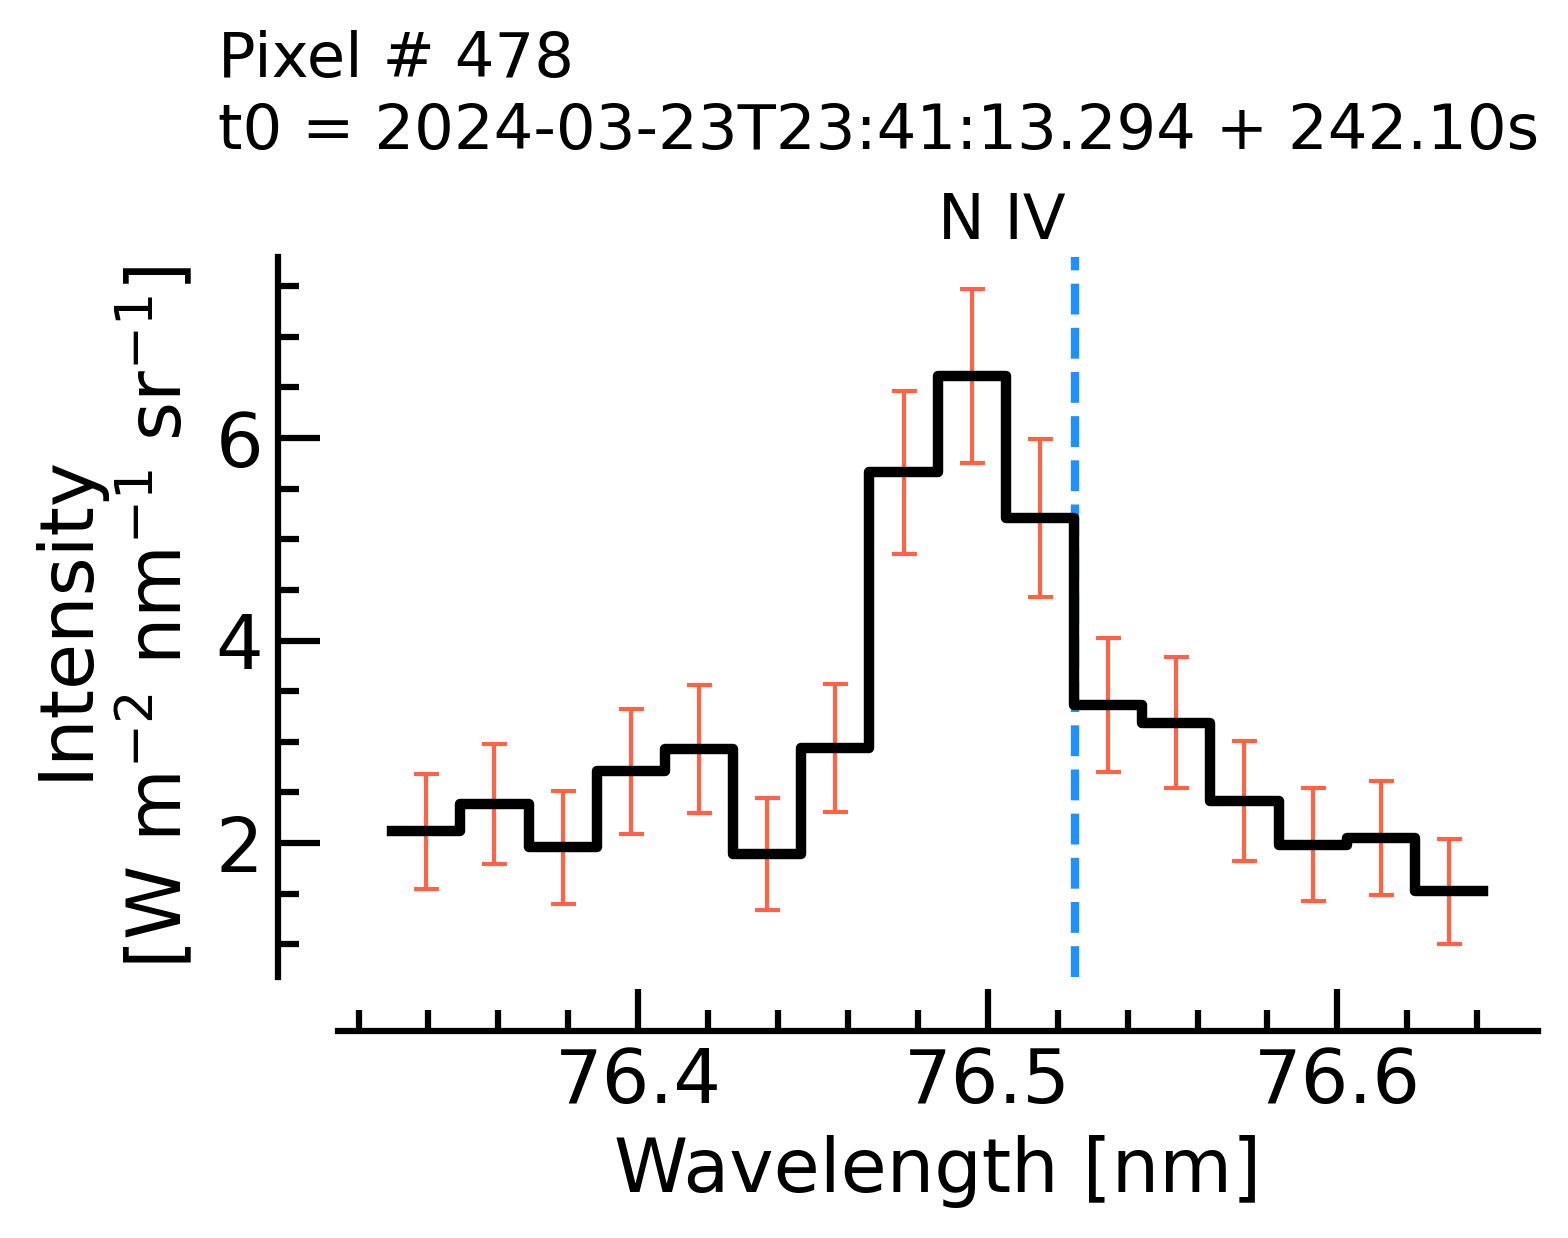 Pixel # 478
t0 = 2024-03-23T23:41:13.294 + 242.10s
N IV
Intensity
[W m⁻² nm⁻¹ sr⁻¹]
6
4
2
76.4 76.5 76.6
Wavelength [nm]